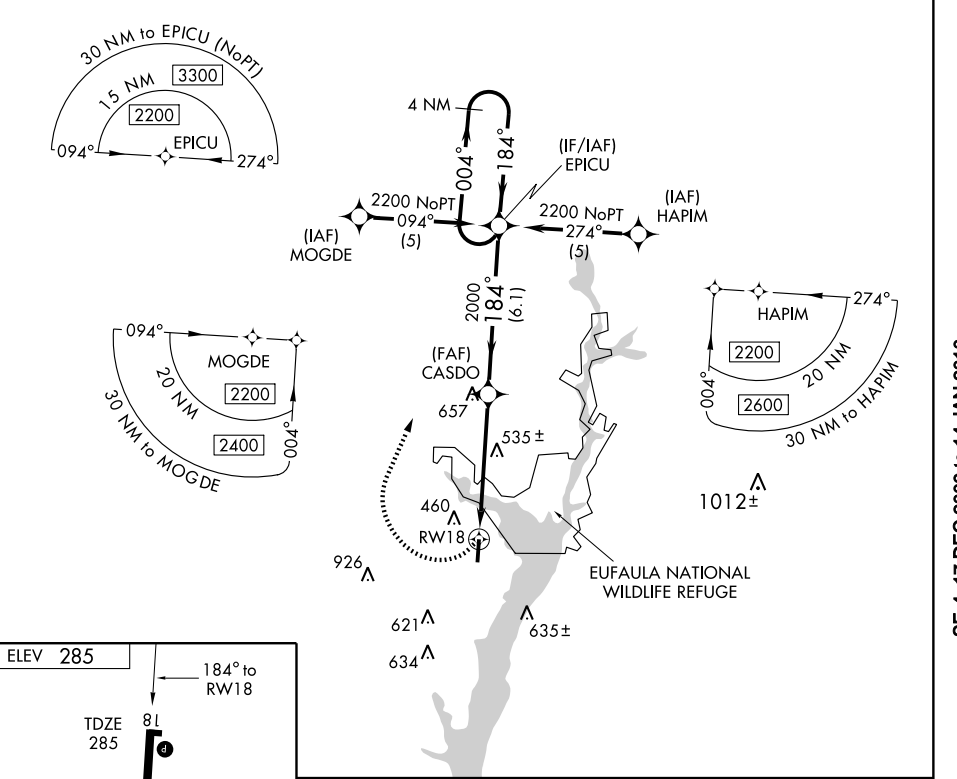 30 NM to EPICU (NoPT)
3300
15 NM
2200
EPICU
094°
274°
4 NM
004°
184°
(IF/IAF)
EPICU
2200 NoPT
094°
(5)
(IAF)
MOGDE
2200 NoPT
274°
(5)
(IAF)
HAPIM
2000
184°
(6.1)
094°
MOGDE
20 NM
2200
2400
004°
30 NM to MOGDE
274°
HAPIM
2200
20 NM
004°
2600
30 NM to HAPIM
(FAF)
CASDO
657
535±
460
RW18
1012±
926
EUFAULA NATIONAL
WILDLIFE REFUGE
621
635±
634
ELEV 285
184° to
RW18
TDZE
285
18
P